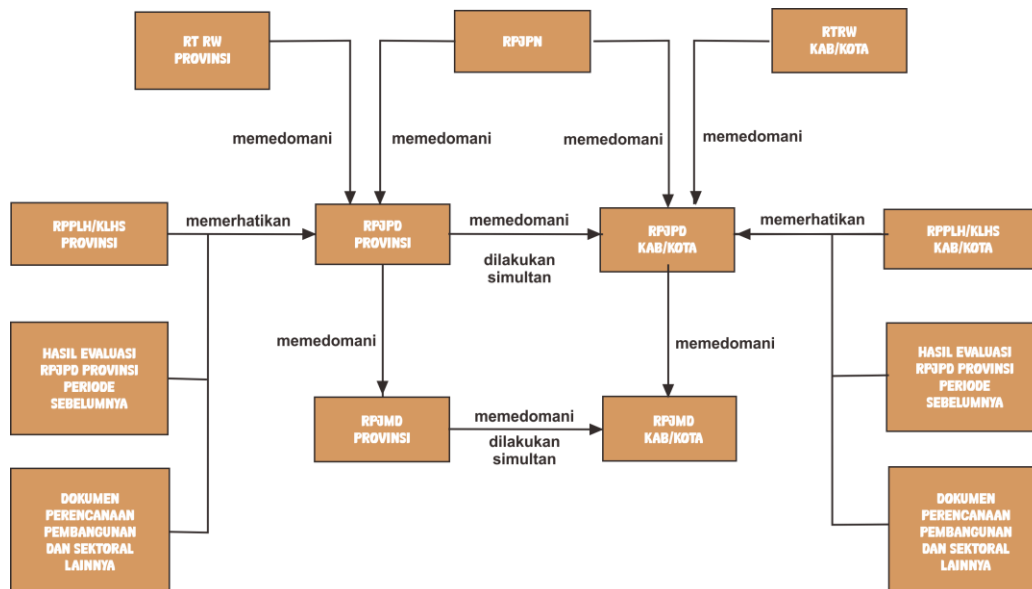 RT RW
PROVINSI
RPJPN
RTRW
KAB/KOTA
memedomani
memedomani
memedomani
memedomani
RPPLH/KLHS
PROVINSI
memerhatikan
RPJPD
PROVINSI
memedomani
dilakukan
simultan
RPJPD
KAB/KOTA
memerhatikan
RPPLH/KLHS
KAB/KOTA
HASIL EVALUASI
RPJPD PROVINSI
PERIODE
SEBELUMNYA
memedomani
memedomani
HASIL EVALUASI
RPJPD PROVINSI
PERIODE
SEBELUMNYA
RPJMD
PROVINSI
memedomani
dilakukan
simultan
RPJMD
KAB/KOTA
DOKUMEN
PERENCANAAN
PEMBANGUNAN
DAN SEKTORAL
LAINNYA
DOKUMEN
PERENCANAAN
PEMBANGUNAN
DAN SEKTORAL
LAINNYA